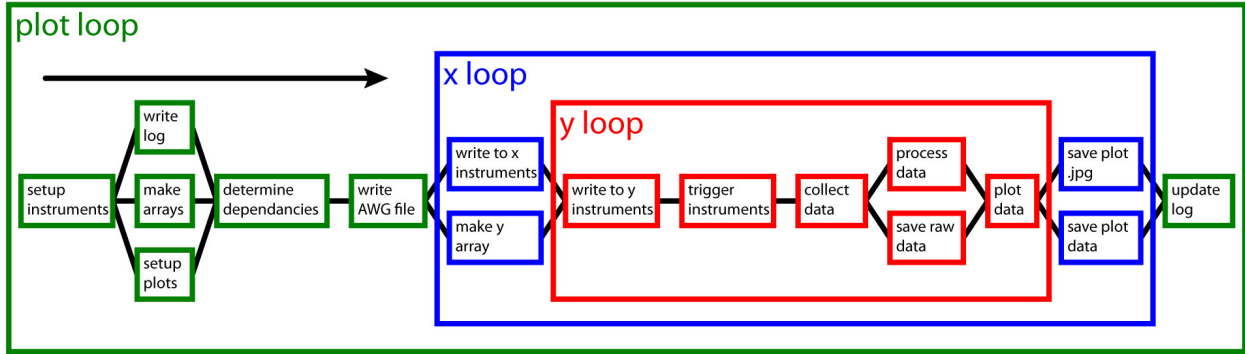 plot loop
x loop
y loop
write
log
setup
instruments
make
arrays
setup
plots
determine
dependancies
write
AWG file
write to x
instruments
make y
array
write to y
instruments
trigger
instruments
collect
data
process
data
save raw
data
plot
data
save plot
.jpg
save plot
data
update
log